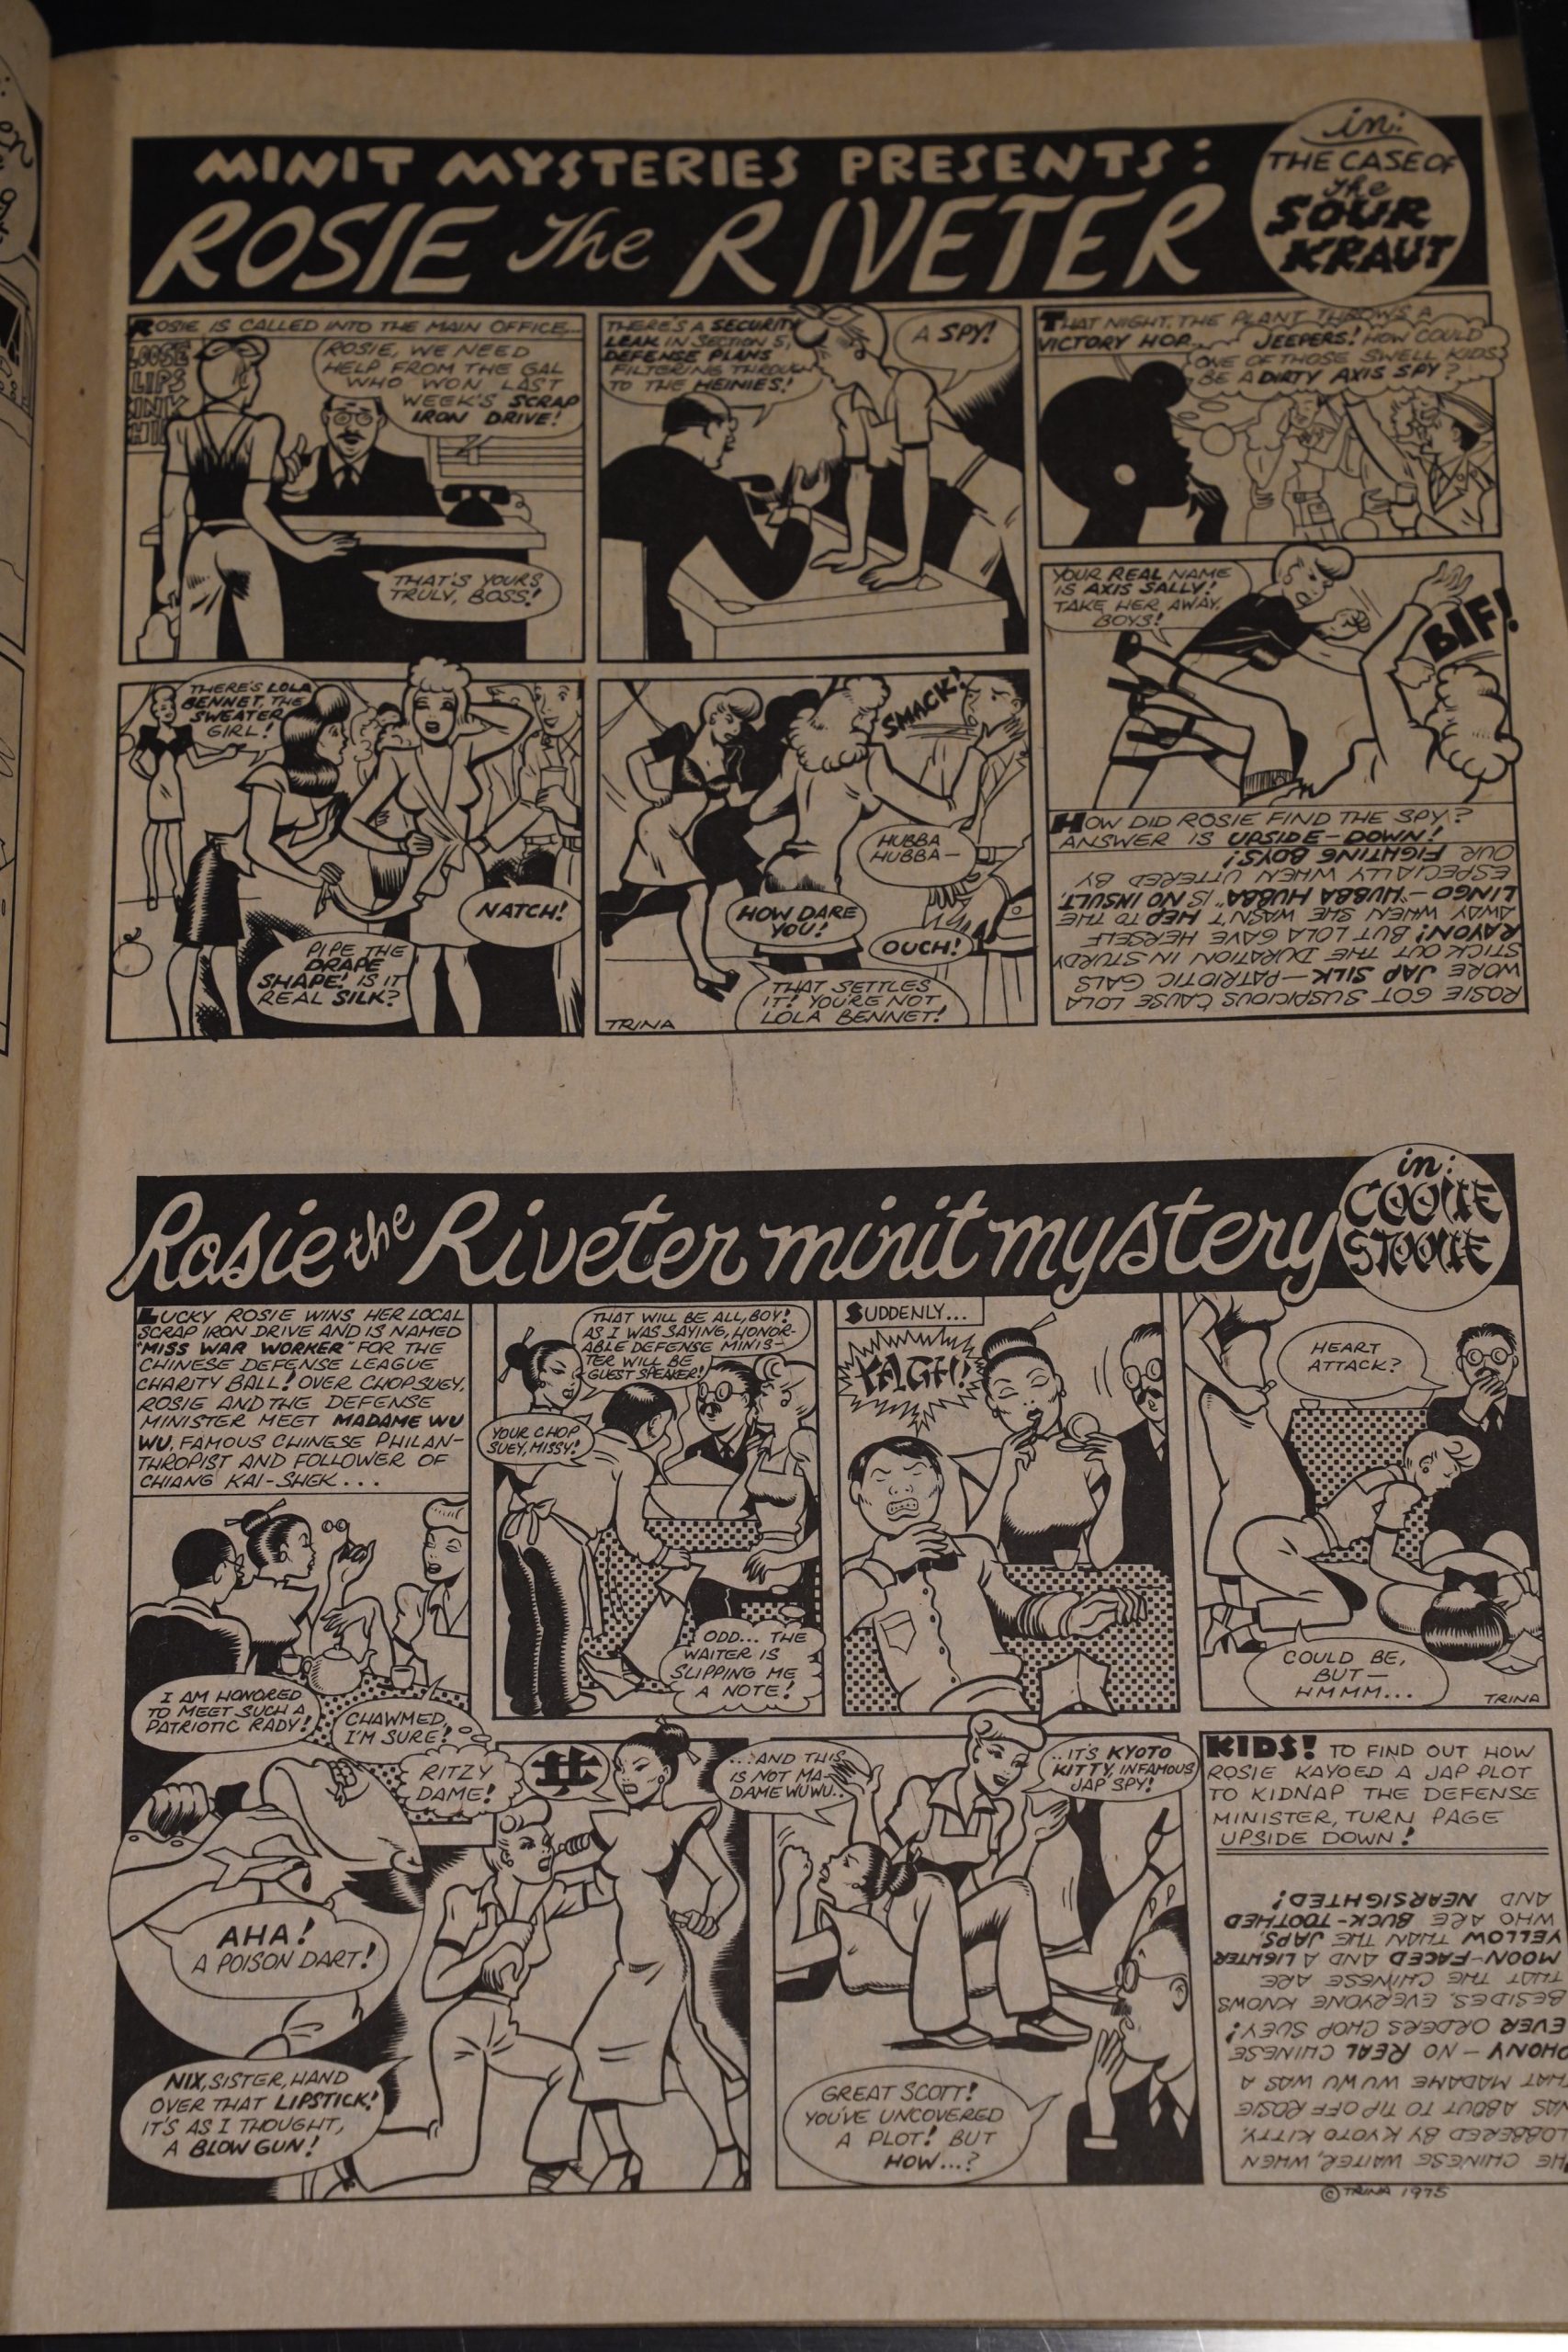 MINIT MYSTERIES PRESENTS:
ROSIE The RIVETER
in:
THE CASE OF
the
SOUR
KRAUT
ROSIE IS CALLED INTO THE MAIN OFFICE...
LOOSE
LIPS
ROSIE, WE NEED
HELP FROM THE GAL
WHO WON LAST
WEEK'S SCRAP
IRON DRIVE!
THAT'S YOURS
TRULY, BOSS!
THERE'S A SECURITY
LEAK IN SECTION 5,
DEFENSE PLANS
FILTERING THROUGH
TO THE HEINIES!
A SPY!
THAT NIGHT, THE PLANT THROWS A
VICTORY HOP...
JEEPERS! HOW COULD
ONE OF THOSE SWELL KIDS
BE A DIRTY AXIS SPY?
THERE'S LOLA
BENNET, THE
SWEATER
GIRL!
PIPE THE
DRAPE
SHAPE! IS IT
REAL SILK?
NATCH!
SMACK!
HUBBA
HUBBA—
HOW DARE
YOU!
OUCH!
THAT SETTLES
IT! YOU'RE NOT
LOLA BENNET!
TRINA
YOUR REAL NAME
IS AXIS SALLY!
TAKE HER AWAY,
BOYS!
BIF!
HOW DID ROSIE FIND THE SPY?
ANSWER IS UPSIDE-DOWN!
ROSIE GOT SUSPICIOUS CAUSE LOLA
WORE JAP SILK—PATRIOTIC GALS
STICK OUT THE DURATION IN STURDY
RAYON! BUT LOLA GAVE HERSELF
AWAY WHEN SHE WASN'T HEP TO THE
LINGO—"HUBBA HUBBA" IS NO INSULT,
ESPECIALLY WHEN UTTERED BY
OUR FIGHTING BOYS!
Rosie the Riveter minit mystery
in:
COOLIE
STOOLIE
LUCKY ROSIE WINS HER LOCAL
SCRAP IRON DRIVE AND IS NAMED
"MISS WAR WORKER" FOR THE
CHINESE DEFENSE LEAGUE
CHARITY BALL! OVER CHOP SUEY,
ROSIE AND THE DEFENSE
MINISTER MEET MADAME WU
WU, FAMOUS CHINESE PHILAN-
THROPIST AND FOLLOWER OF
CHIANG KAI-SHEK...
I AM HONORED
TO MEET SUCH A
PATRIOTIC RADY!
CHAWMED,
I'M SURE!
RITZY
DAME!
THAT WILL BE ALL, BOY!
AS I WAS SAYING, HONOR-
ABLE DEFENSE MINIS-
TER WILL BE
GUEST SPEAKER!
YOUR CHOP
SUEY, MISSY!
ODD... THE
WAITER IS
SLIPPING ME
A NOTE!
SUDDENLY...
YAIGH!!
HEART
ATTACK?
COULD BE,
BUT—
HMMM...
TRINA
AHA!
A POISON DART!
NIX, SISTER, HAND
OVER THAT LIPSTICK!
IT'S AS I THOUGHT,
A BLOW GUN!
...AND THIS
IS NOT MA-
DAME WUWU...
...IT'S KYOTO
KITTY, INFAMOUS
JAP SPY!
GREAT SCOTT!
YOU'VE UNCOVERED
A PLOT! BUT
HOW...?
KIDS! TO FIND OUT HOW
ROSIE KAYOED A JAP PLOT
TO KIDNAP THE DEFENSE
MINISTER, TURN PAGE
UPSIDE DOWN!
THE CHINESE WAITER, WHEN
CLOBBERED BY KYOTO KITTY,
WAS ABOUT TO TIP OFF ROSIE
THAT MADAME WU WU WAS A
PHONY—NO REAL CHINESE
EVER ORDERS CHOP SUEY!
BESIDES, EVERYONE KNOWS
THAT THE CHINESE ARE
MOON-FACED AND A LIGHTER
YELLOW THAN THE JAPS,
WHO ARE BUCK-TOOTHED
AND NEARSIGHTED!
© TRINA 1975